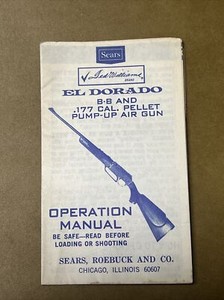 Sears
Ted Williams
EL DORADO
B·B AND
.177 CAL. PELLET
PUMP-UP AIR GUN
OPERATION
MANUAL
BE SAFE—READ BEFORE
LOADING OR SHOOTING
SEARS, ROEBUCK AND CO.
CHICAGO, ILLINOIS 60607